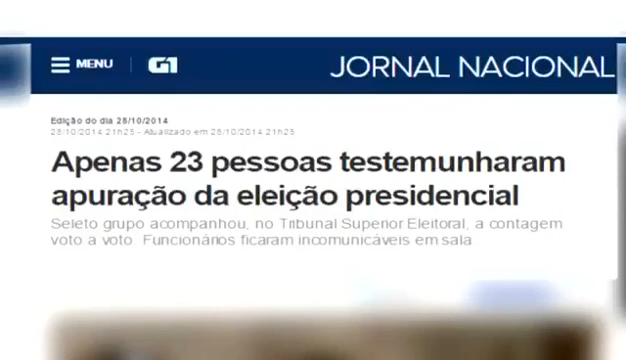 MENU G1 JORNAL NACIONAL
Edição do dia 28/10/2014
28/10/2014 21h25 - Atualizado em 28/10/2014 21h25
Apenas 23 pessoas testemunharam
apuração da eleição presidencial
Seleto grupo acompanhou, no Tribunal Superior Eleitoral, a contagem
voto a voto. Funcionários ficaram incomunicáveis em sala